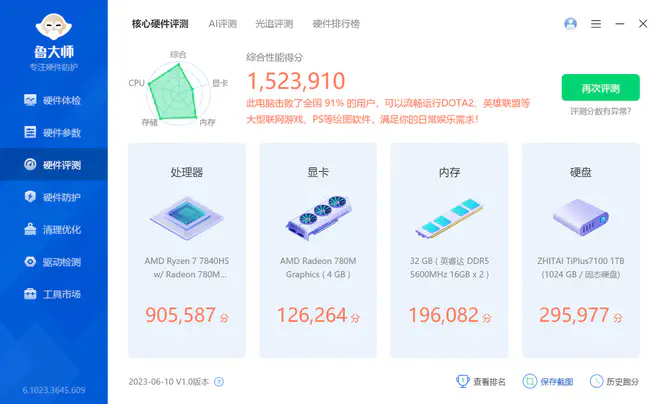 鲁大师
专注硬件防护
硬件体检
硬件参数
硬件评测
硬件防护
清理优化
驱动检测
工具市场
6.1023.3645.609
核心硬件评测 AI评测 光追评测 硬件排行榜
综合
CPU
显卡
存储
内存
综合性能得分
1,523,910
此电脑击败了全国 91% 的用户，可以流畅运行DOTA2、英雄联盟等
大型联网游戏，PS等绘图软件，满足你的日常娱乐需求！
再次评测
评测分数有异常?
处理器
AMD Ryzen 7 7840HS
w/ Radeon 780M...
905,587 分
显卡
AMD Radeon 780M
Graphics ( 4 GB )
126,264 分
内存
32 GB ( 英睿达 DDR5
5600MHz 16GB x 2 )
196,082 分
硬盘
ZHITAI TiPlus7100 1TB
(1024 GB / 固态硬盘)
295,977 分
2023-06-10 V1.0版本 ?
查看排名 保存截图 历史跑分